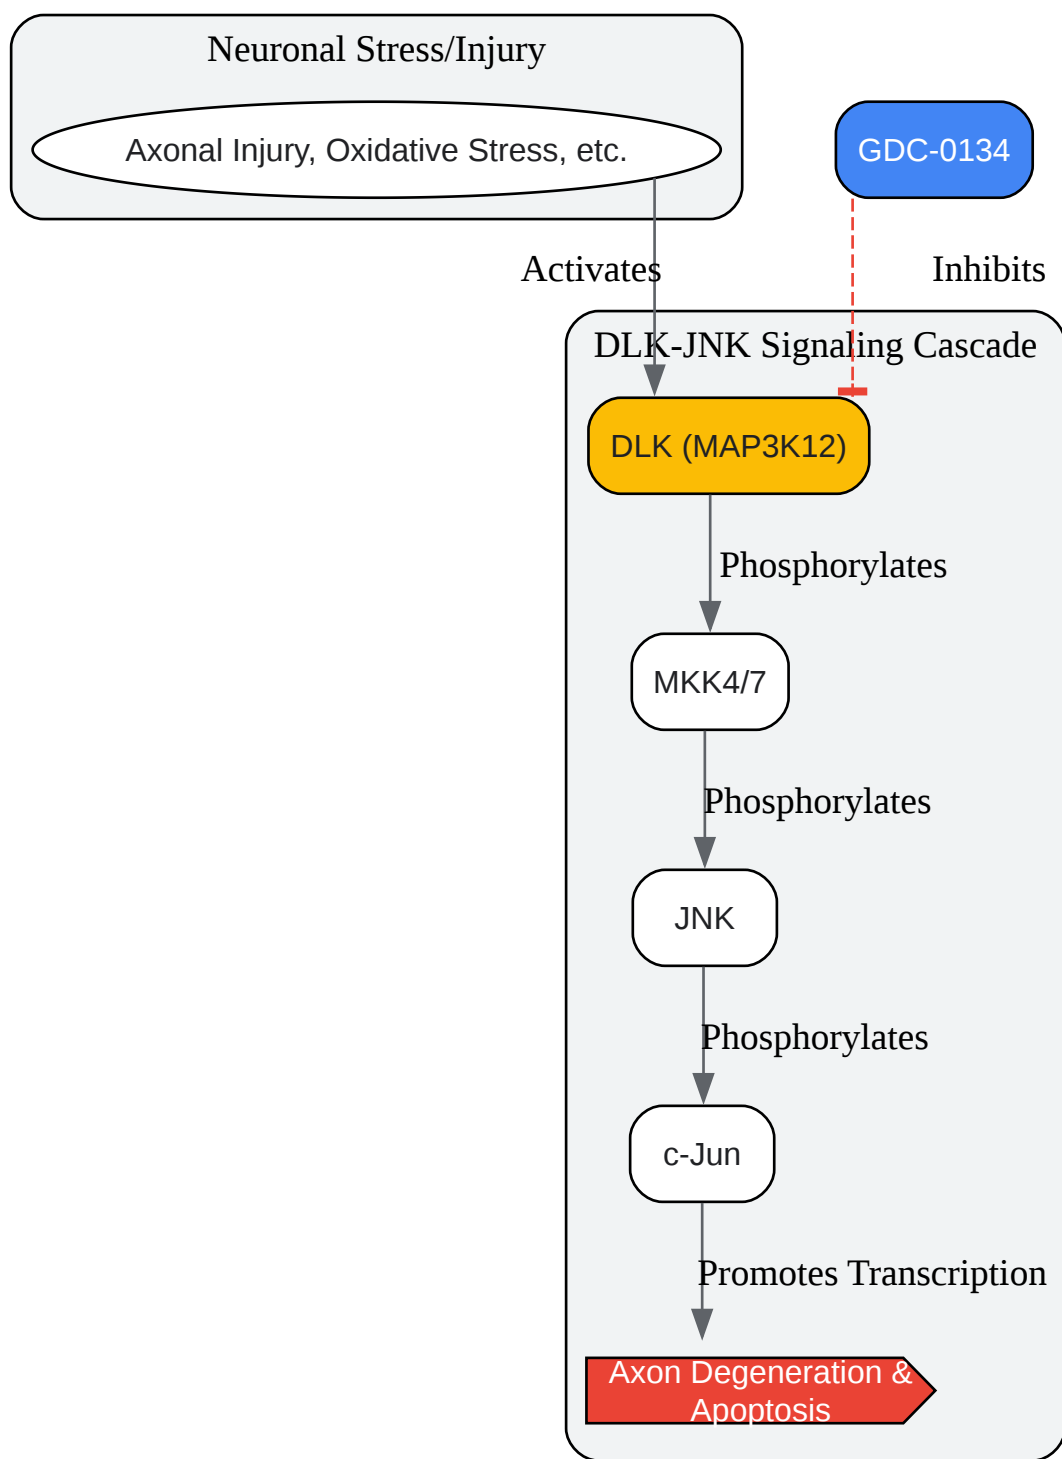 Neuronal Stress/Injury
Axonal Injury, Oxidative Stress, etc.
GDC-0134
Activates
Inhibits
DLK-JNK Signaling Cascade
DLK (MAP3K12)
Phosphorylates
MKK4/7
Phosphorylates
JNK
Phosphorylates
c-Jun
Promotes Transcription
Axon Degeneration &
Apoptosis